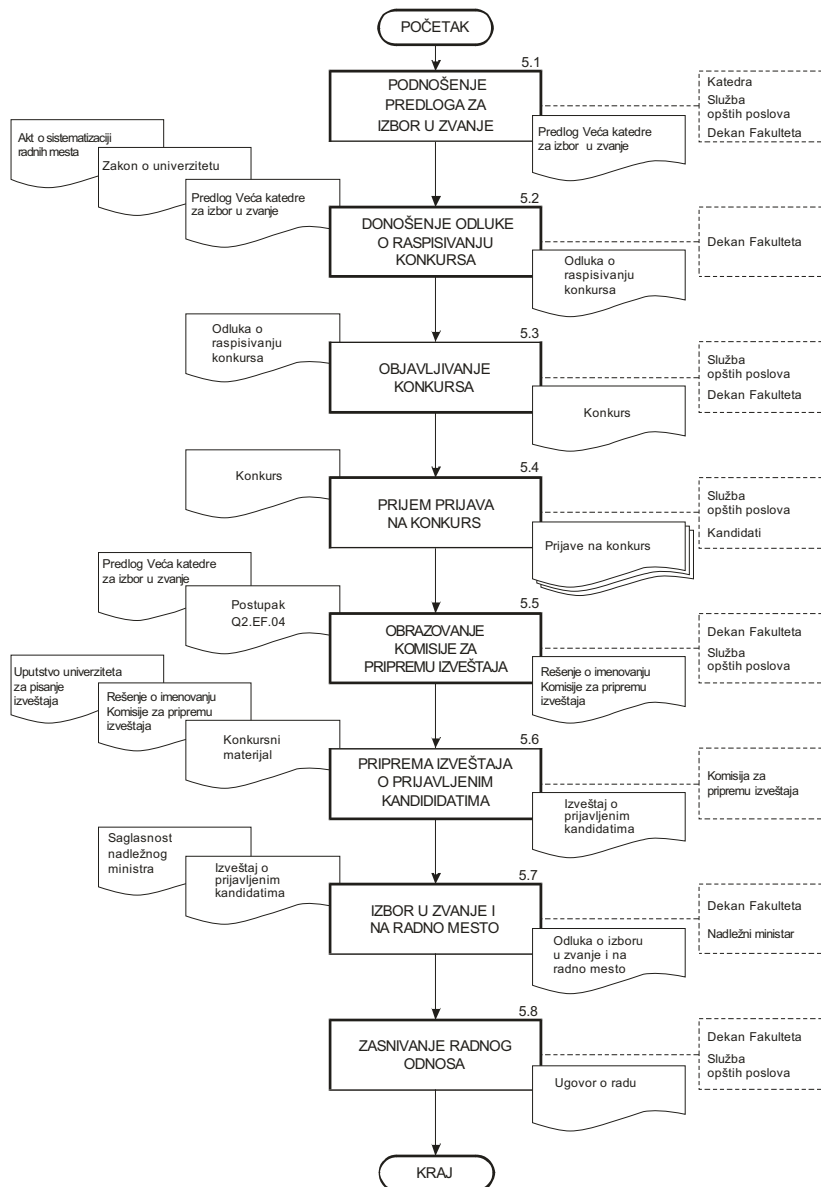 POČETAK
5.1
PODNOŠENJE
PREDLOGA ZA
IZBOR U ZVANJE
Predlog Veća katedre
za izbor u zvanje
Katedra
Služba
opštih poslova
Dekan Fakulteta
Akt o sistematizaciji
radnih mesta
Zakon o univerzitetu
Predlog Veća katedre
za izbor u zvanje
5.2
DONOŠENJE ODLUKE
O RASPISIVANJU
KONKURSA
Odluka o
raspisivanju
konkursa
Dekan Fakulteta
Odluka o
raspisivanju
konkursa
5.3
OBJAVLJIVANJE
KONKURSA
Konkurs
Služba
opštih poslova
Dekan Fakulteta
Konkurs
5.4
PRIJEM PRIJAVA
NA KONKURS
Prijave na konkurs
Služba
opštih poslova
Kandidati
Predlog Veća katedre
za izbor u zvanje
Postupak
Q2.EF.04
5.5
OBRAZOVANJE
KOMISIJE ZA
PRIPREMU IZVEŠTAJA
Rešenje o imenovanju
Komisije za pripremu
izveštaja
Dekan Fakulteta
Služba
opštih poslova
Uputstvo univerziteta
za pisanje
izveštaja
Rešenje o imenovanju
Komisije za pripremu
izveštaja
Konkursni
materijal
5.6
PRIPREMA IZVEŠTAJA
O PRIJAVLJENIM
KANDIDIDATIMA
Izveštaj o
prijavljenim
kandidatima
Komisija za
pripremu izveštaja
Saglasnost
nadležnog
ministra
Izveštaj o
prijavljenim
kandidatima
5.7
IZBOR U ZVANJE I
NA RADNO MESTO
Odluka o izboru
u zvanje i na
radno mesto
Dekan Fakulteta
Nadležni ministar
5.8
ZASNIVANJE RADNOG
ODNOSA
Ugovor o radu
Dekan Fakulteta
Služba
opštih poslova
KRAJ